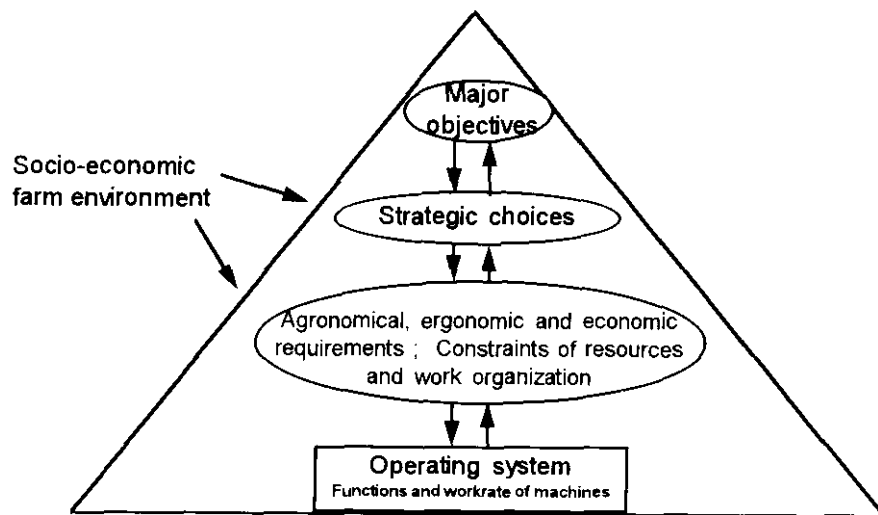 Major
objectives
Socio-economic
farm environment
Strategic choices
Agronomical, ergonomic and economic
requirements ; Constraints of resources
and work organization
Operating system
Functions and workrate of machines